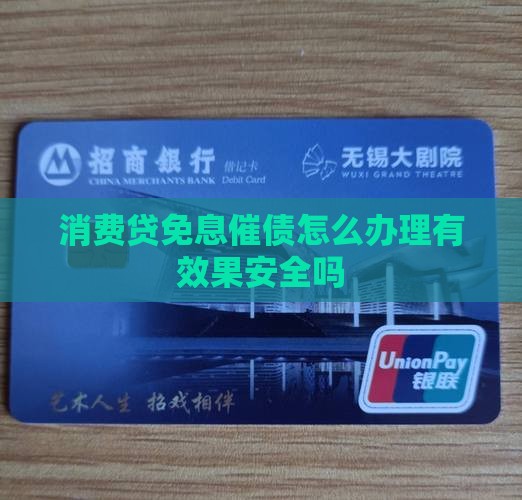 招商銀行 借记卡
CHINA MERCHANTS BANK Debit Card
无锡大剧院
WUXI GRAND THEATRE
消费贷免息催债怎么办理有
效果安全吗
UnionPay
银联
艺术人生 招戏相伴